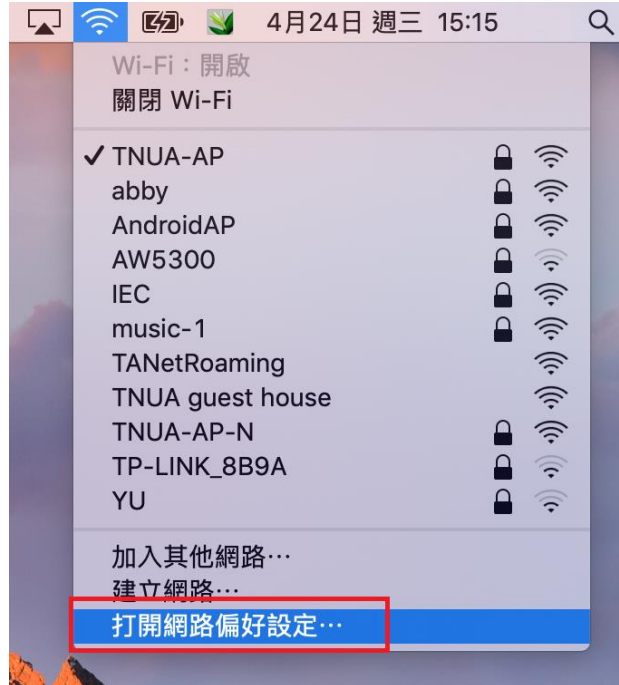 4月24日 週三 15:15
Wi-Fi：開啟
關閉 Wi-Fi
TNUA-AP
abby
AndroidAP
AW5300
IEC
music-1
TANetRoaming
TNUA guest house
TNUA-AP-N
TP-LINK_8B9A
YU
加入其他網路⋯
建立網路⋯
打開網路偏好設定⋯